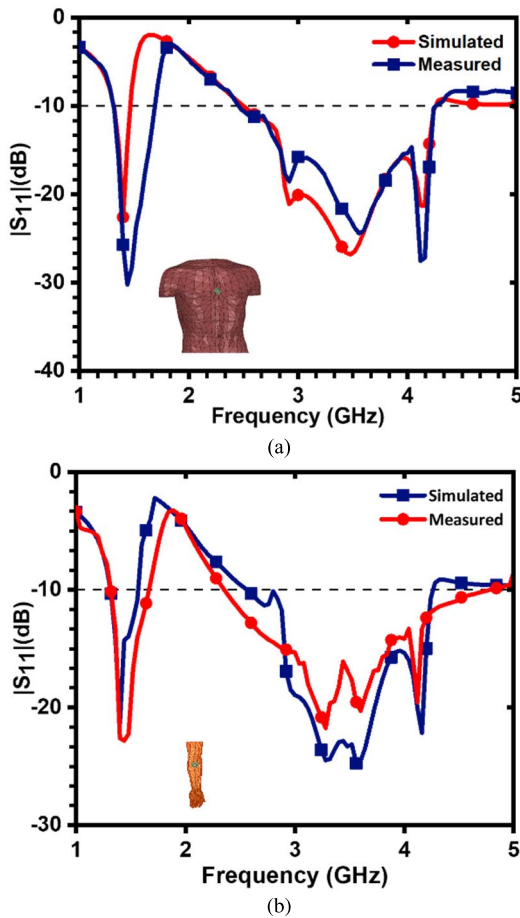 0
-10
-20
-30
-40
|S₁₁|(dB)
Simulated
Measured
1 2 3 4 5
Frequency (GHz)
(a)
0
-10
-20
-30
|S₁₁|(dB)
Simulated
Measured
1 2 3 4 5
Frequency (GHz)
(b)